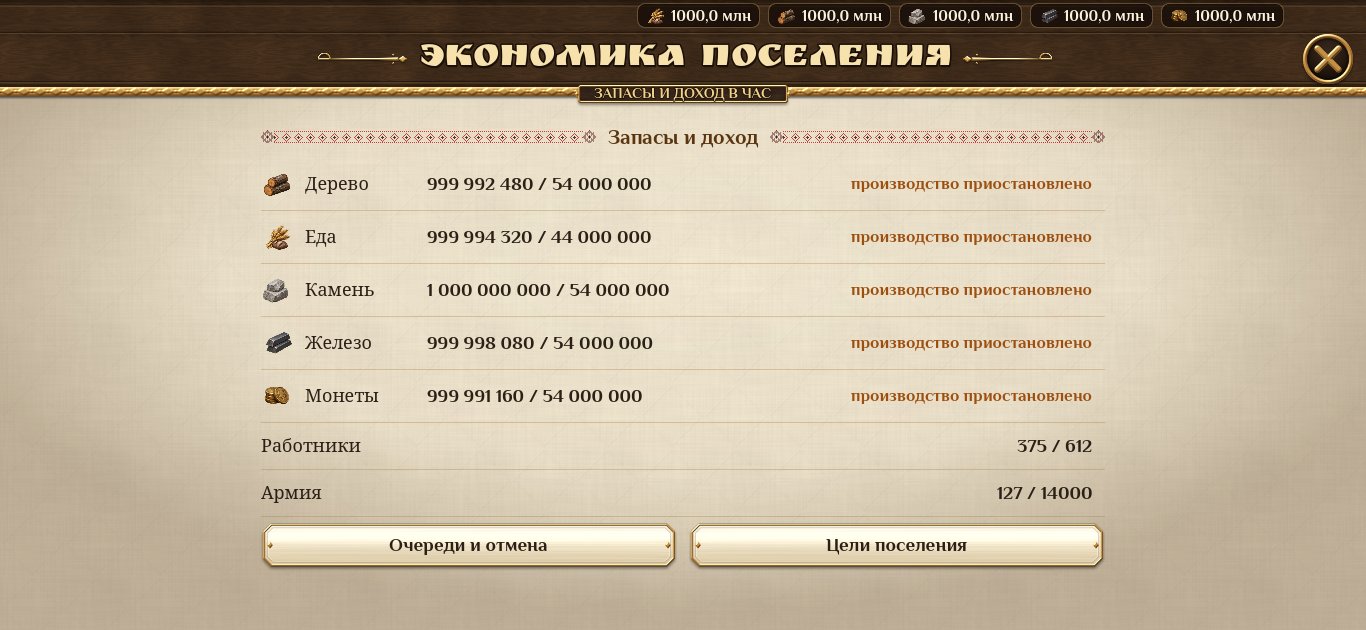 1000,0 млн 1000,0 млн 1000,0 млн 1000,0 млн 1000,0 млн
ЭКОНОМИКА ПОСЕЛЕНИЯ
ЗАПАСЫ И ДОХОД В ЧАС
Запасы и доход
Дерево 999 992 480 / 54 000 000 производство приостановлено
Еда 999 994 320 / 44 000 000 производство приостановлено
Камень 1 000 000 000 / 54 000 000 производство приостановлено
Железо 999 998 080 / 54 000 000 производство приостановлено
Монеты 999 991 160 / 54 000 000 производство приостановлено
Работники 375 / 612
Армия 127 / 14000
Очереди и отмена Цели поселения